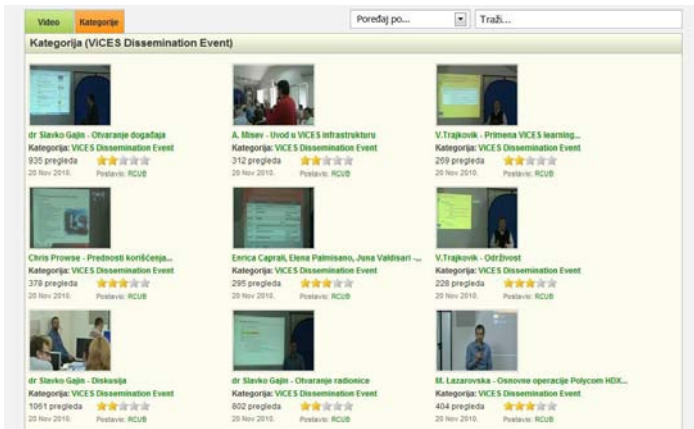 Video
Kategorije
Poređaj po...
Traži...
Kategorija (ViCES Dissemination Event)
dr Slavko Gajin - Otvaranje događaja
Kategorija: ViCES Dissemination Event
935 pregleda
20 Nov 2010. Postavio: RCUB
A. Misev - Uvod u ViCES infrastrukturu
Kategorija: ViCES Dissemination Event
312 pregleda
20 Nov 2010. Postavio: RCUB
V.Trajkovik - Primena ViCES learning...
Kategorija: ViCES Dissemination Event
269 pregleda
20 Nov 2010. Postavio: RCUB
Chris Prowse - Prednosti korišćenja...
Kategorija: ViCES Dissemination Event
378 pregleda
20 Nov 2010. Postavio: RCUB
Enrica Caprali, Elena Palmisano, Juna Valdisari -...
Kategorija: ViCES Dissemination Event
295 pregleda
20 Nov 2010. Postavio: RCUB
V.Trajkovik - Održivost
Kategorija: ViCES Dissemination Event
228 pregleda
20 Nov 2010. Postavio: RCUB
dr Slavko Gajin - Diskusija
Kategorija: ViCES Dissemination Event
1061 pregleda
20 Nov 2010. Postavio: RCUB
dr Slavko Gajin - Otvaranje radionice
Kategorija: ViCES Dissemination Event
802 pregleda
20 Nov 2010. Postavio: RCUB
M. Lazarovska - Osnovne operacije Polycom HDX...
Kategorija: ViCES Dissemination Event
404 pregleda
20 Nov 2010. Postavio: RCUB